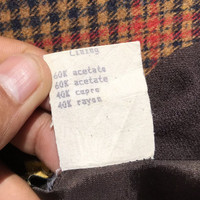 Lining
60% acetate
60% acetate
40% cupro
40% rayon